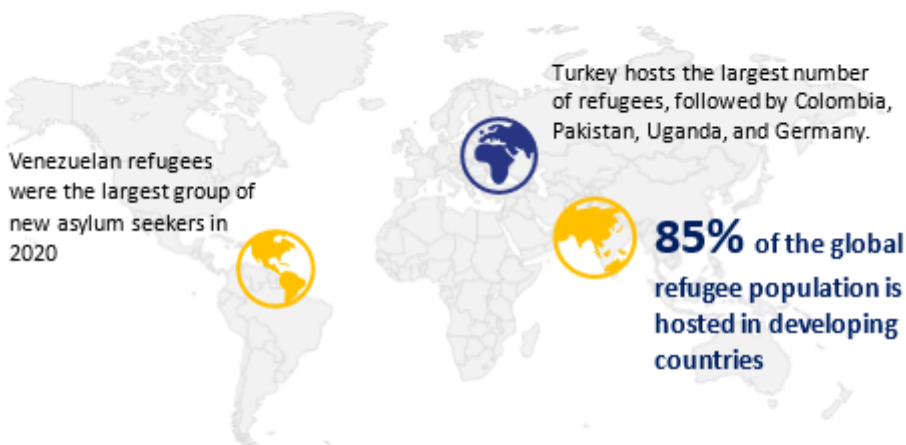 Turkey hosts the largest number
of refugees, followed by Colombia,
Pakistan, Uganda, and Germany.
Venezuelan refugees
were the largest group of
new asylum seekers in
2020
85% of the global
refugee population is
hosted in developing
countries